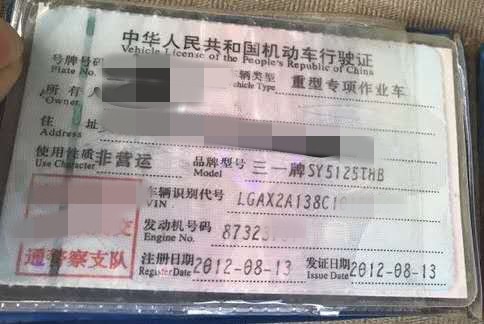 中华人民共和国机动车行驶证
Vehicle License of the People's Republic of China
号牌号码 车辆类型 重型专项作业车
Plate No. Vehicle Type
所有人
Owner
住址
Address
使用性质 非营运 品牌型号 三一牌SY5125THB
Use Character Model
车辆识别代号 LGAX2A138C1
VIN
发动机号码 8732
Engine No.
注册日期 2012-08-13 发证日期 2012-08-13
Register Date Issue Date
通警察支队